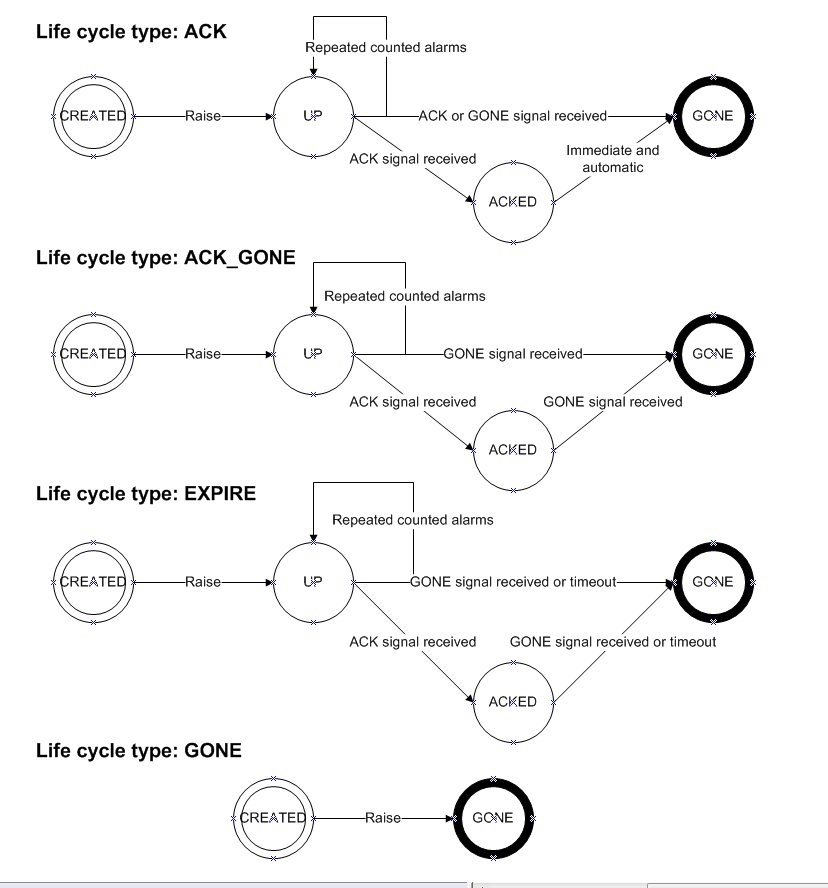 Life cycle type: ACK
Repeated counted alarms
CREATED
Raise
UP
ACK or GONE signal received
GONE
ACK signal received
Immediate and
automatic
ACKED
Life cycle type: ACK_GONE
Repeated counted alarms
CREATED
Raise
UP
GONE signal received
GONE
ACK signal received
GONE signal received
ACKED
Life cycle type: EXPIRE
Repeated counted alarms
CREATED
Raise
UP
GONE signal received or timeout
GONE
ACK signal received
GONE signal received or timeout
ACKED
Life cycle type: GONE
CREATED
Raise
GONE